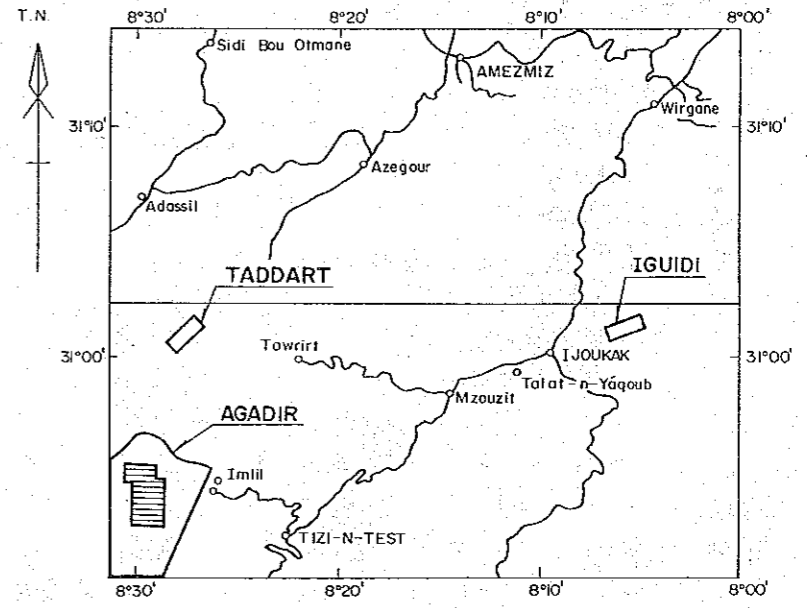 T.N.
8°30'
8°20'
8°10'
8°00'
Sidi Bou Otmane
AMEZMIZ
Wirgane
31°10'
31°10'
Azegour
Adassil
TADDART
IGUIDI
31°00'
Towrirt
IJOUKAK
31°00'
Talat-n-Yáqoub
Mzouzit
AGADIR
Imlil
TIZI-N-TEST
8°30'
8°20'
8°10'
8°00'